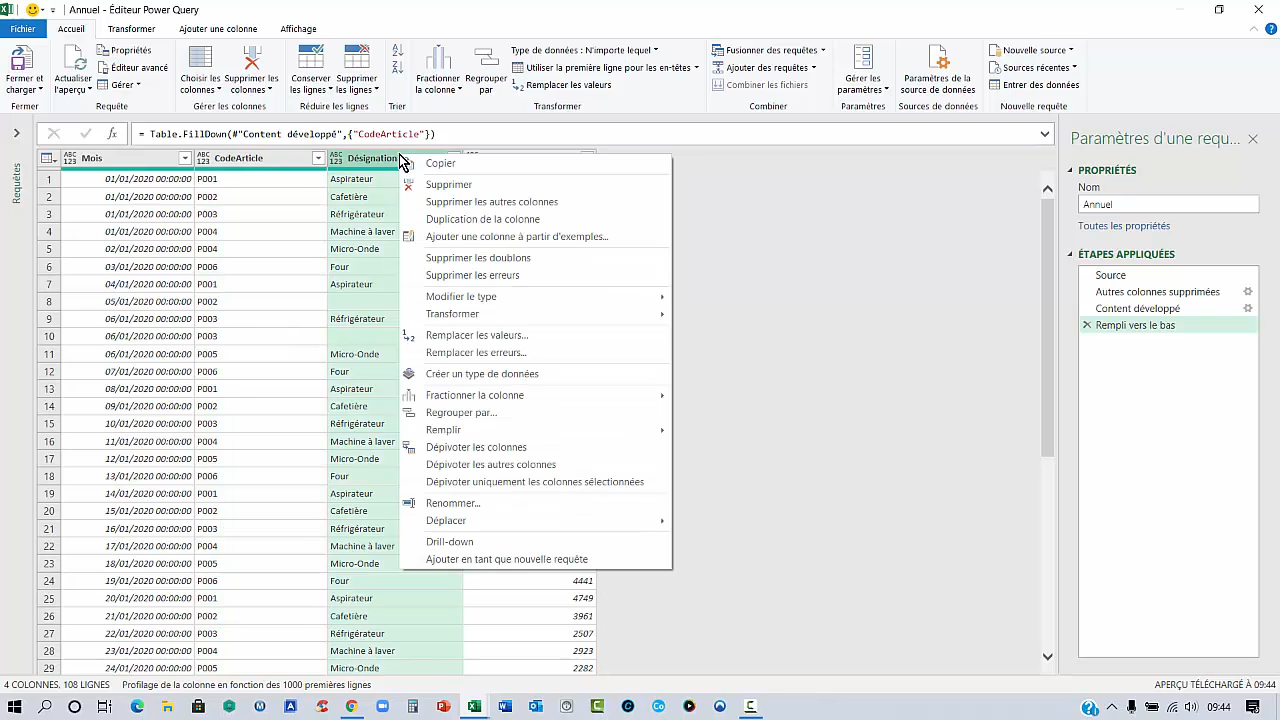 Annuel - Éditeur Power Query
Fichier Accueil Transformer Ajouter une colonne Affichage
Fermer et charger
Actualiser l'aperçu
Propriétés
Éditeur avancé
Gérer
Choisir les colonnes
Supprimer les colonnes
Conserver les lignes
Supprimer les lignes
Fractionner la colonne
Regrouper par
Type de données : N'importe lequel
Utiliser la première ligne pour les en-têtes
Remplacer les valeurs
Fusionner des requêtes
Ajouter des requêtes
Combiner les fichiers
Gérer les paramètres
Paramètres de la source de données
Nouvelle source
Sources récentes
Entrer des données
Fermer Requête Gérer les colonnes Réduire les lignes Trier Transformer Combiner Paramètres Sources de données Nouvelle requête
= Table.FillDown(#"Content développé",{"CodeArticle"})
Requêtes
ABC 123 Mois ABC 123 CodeArticle ABC 123 Désignation ABC
1 01/01/2020 00:00:00 P001 Aspirateur
2 01/01/2020 00:00:00 P002 Cafetière
3 01/01/2020 00:00:00 P003 Réfrigérateur
4 01/01/2020 00:00:00 P004 Machine à laver
5 02/01/2020 00:00:00 P004 Micro-Onde
6 03/01/2020 00:00:00 P006 Four
7 04/01/2020 00:00:00 P001 Aspirateur
8 05/01/2020 00:00:00 P002
9 06/01/2020 00:00:00 P003 Réfrigérateur
10 06/01/2020 00:00:00 P003
11 06/01/2020 00:00:00 P005 Micro-Onde
12 07/01/2020 00:00:00 P006 Four
13 08/01/2020 00:00:00 P001 Aspirateur
14 09/01/2020 00:00:00 P002 Cafetière
15 10/01/2020 00:00:00 P003 Réfrigérateur
16 11/01/2020 00:00:00 P004 Machine à laver
17 12/01/2020 00:00:00 P005 Micro-Onde
18 13/01/2020 00:00:00 P006 Four
19 14/01/2020 00:00:00 P001 Aspirateur
20 15/01/2020 00:00:00 P002 Cafetière
21 16/01/2020 00:00:00 P003 Réfrigérateur
22 17/01/2020 00:00:00 P004 Machine à laver
23 18/01/2020 00:00:00 P005 Micro-Onde
24 19/01/2020 00:00:00 P006 Four 4441
25 20/01/2020 00:00:00 P001 Aspirateur 4749
26 21/01/2020 00:00:00 P002 Cafetière 3961
27 22/01/2020 00:00:00 P003 Réfrigérateur 2507
28 23/01/2020 00:00:00 P004 Machine à laver 2923
29 24/01/2020 00:00:00 P005 Micro-Onde 2282
Copier
Supprimer
Supprimer les autres colonnes
Duplication de la colonne
Ajouter une colonne à partir d'exemples...
Supprimer les doublons
Supprimer les erreurs
Modifier le type
Transformer
Remplacer les valeurs...
Remplacer les erreurs...
Créer un type de données
Fractionner la colonne
Regrouper par...
Remplir
Dépivoter les colonnes
Dépivoter les autres colonnes
Dépivoter uniquement les colonnes sélectionnées
Renommer...
Déplacer
Drill-down
Ajouter en tant que nouvelle requête
Paramètres d'une requ...
PROPRIÉTÉS
Nom
Annuel
Toutes les propriétés
ÉTAPES APPLIQUÉES
Source
Autres colonnes supprimées
Content développé
Rempli vers le bas
4 COLONNES, 108 LIGNES Profilage de la colonne en fonction des 1000 premières lignes APERÇU TÉLÉCHARGÉ À 09:44
09:44